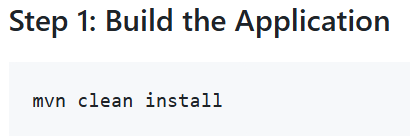 Step 1: Build the Application
mvn clean install